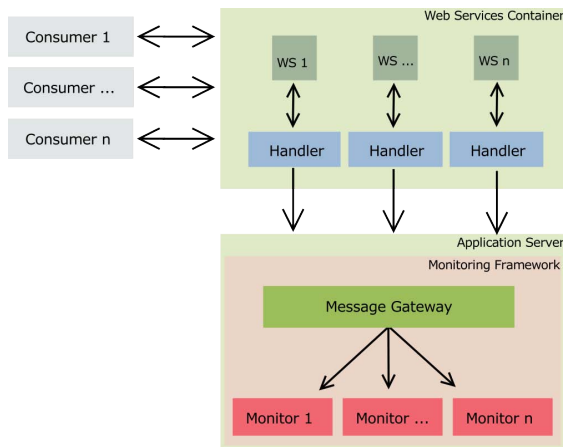 Web Services Container
Consumer 1
Consumer ...
Consumer n
WS 1
WS ...
WS n
Handler
Handler
Handler
Application Server
Monitoring Framework
Message Gateway
Monitor 1
Monitor ...
Monitor n